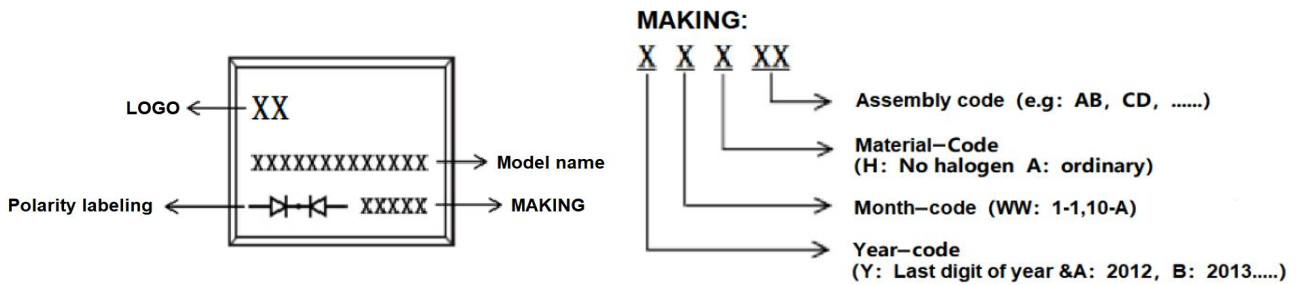 MAKING:
X X X XX
LOGO
XX
Assembly code (e.g: AB, CD, ......)
Material-Code
(H: No halogen A: ordinary)
XXXXXXXXXXXXX
Model name
Polarity labeling
XXXXX
MAKING
Month-code (WW: 1-1,10-A)
Year-code
(Y: Last digit of year &A: 2012, B: 2013.....)